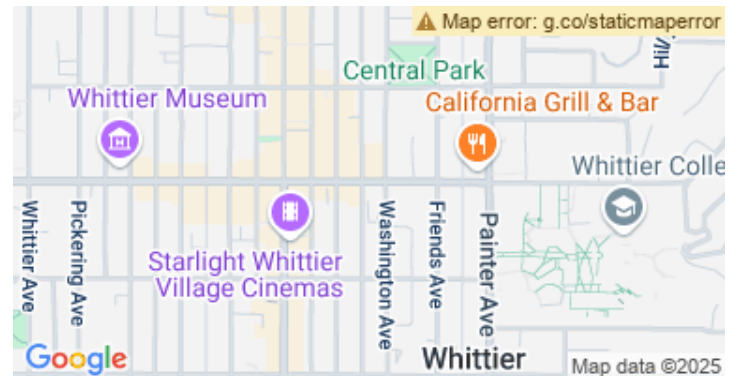 Map error: g.co/staticmaperror
Central Park
Whittier Museum
California Grill & Bar
Whittier Colle
Whittier Ave
Pickering Ave
Starlight Whittier
Village Cinemas
Washington Ave
Friends Ave
Painter Ave
Whittier
Google
Map data ©2025